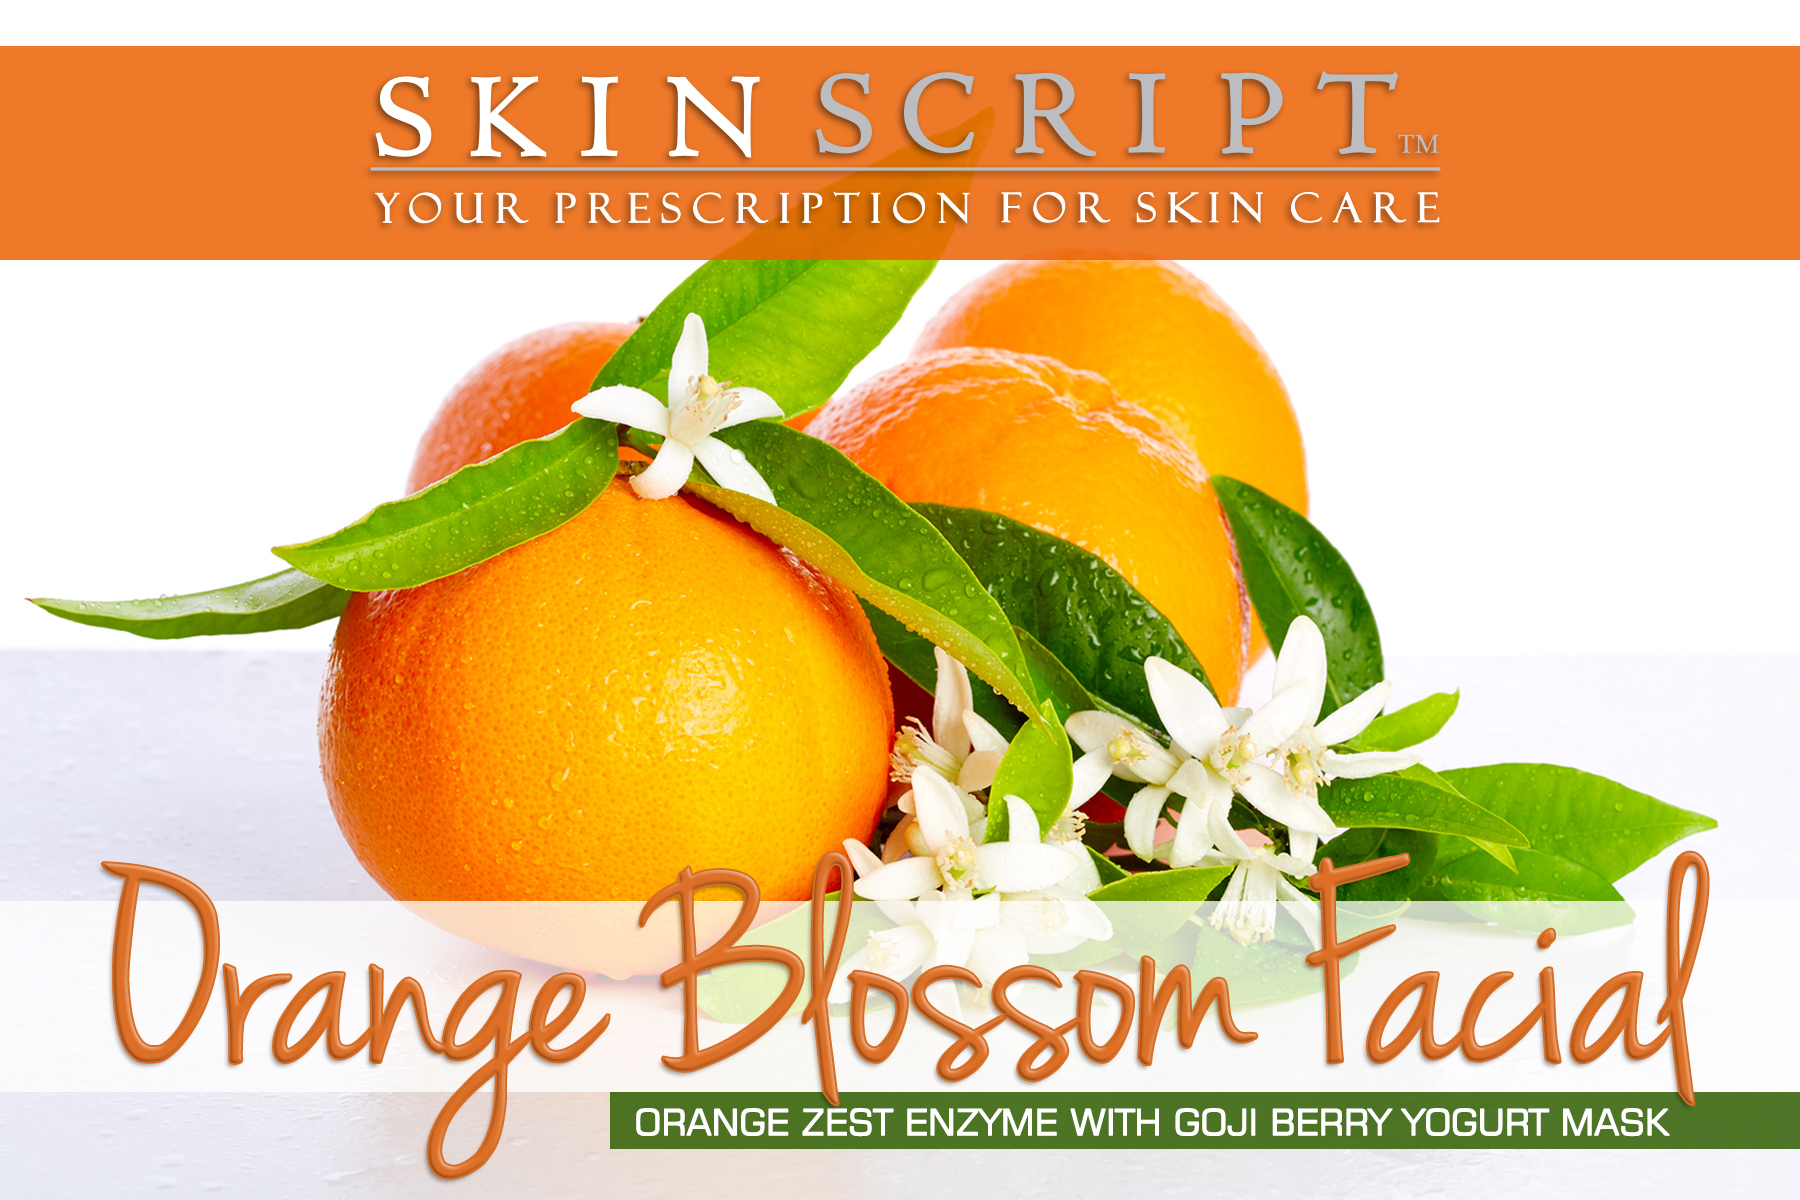 SKIN SCRIPT™
YOUR PRESCRIPTION FOR SKIN CARE
Orange Blossom Facial
ORANGE ZEST ENZYME WITH GOJI BERRY YOGURT MASK